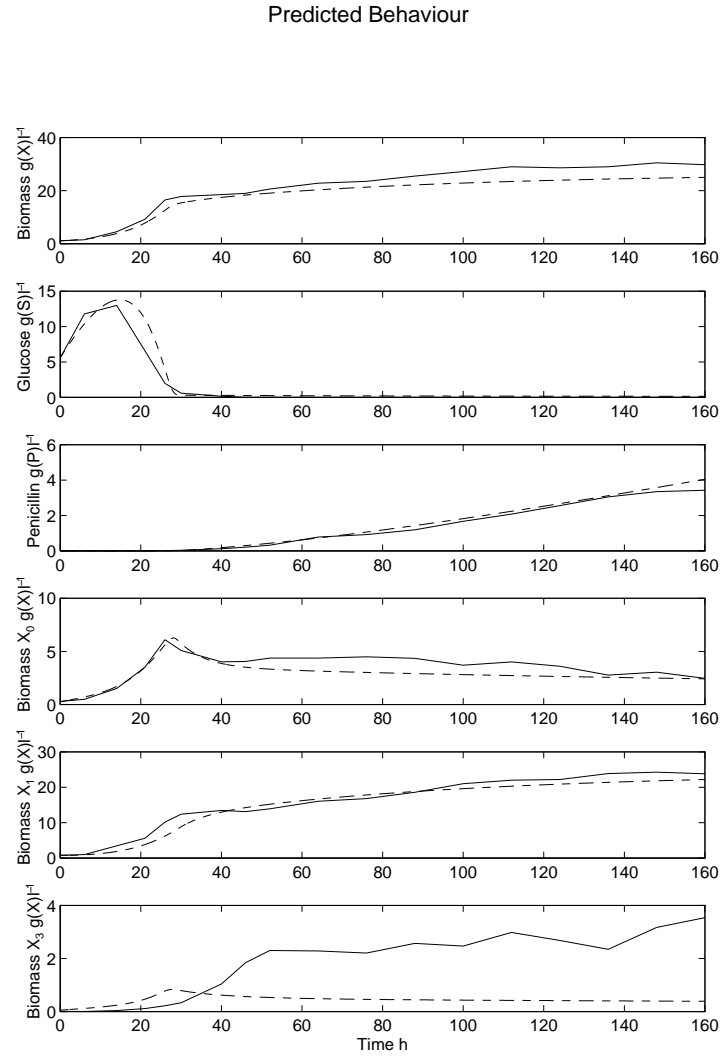 Predicted Behaviour
Biomass g(X)l⁻¹
40
20
0
0 20 40 60 80 100 120 140 160
Glucose g(S)l⁻¹
15
10
5
0
0 20 40 60 80 100 120 140 160
Penicillin g(P)l⁻¹
6
4
2
0
0 20 40 60 80 100 120 140 160
Biomass X₀ g(X)l⁻¹
10
5
0
0 20 40 60 80 100 120 140 160
Biomass X₁ g(X)l⁻¹
30
20
10
0
0 20 40 60 80 100 120 140 160
Biomass X₃ g(X)l⁻¹
4
2
0
0 20 40 60 80 100 120 140 160
Time h